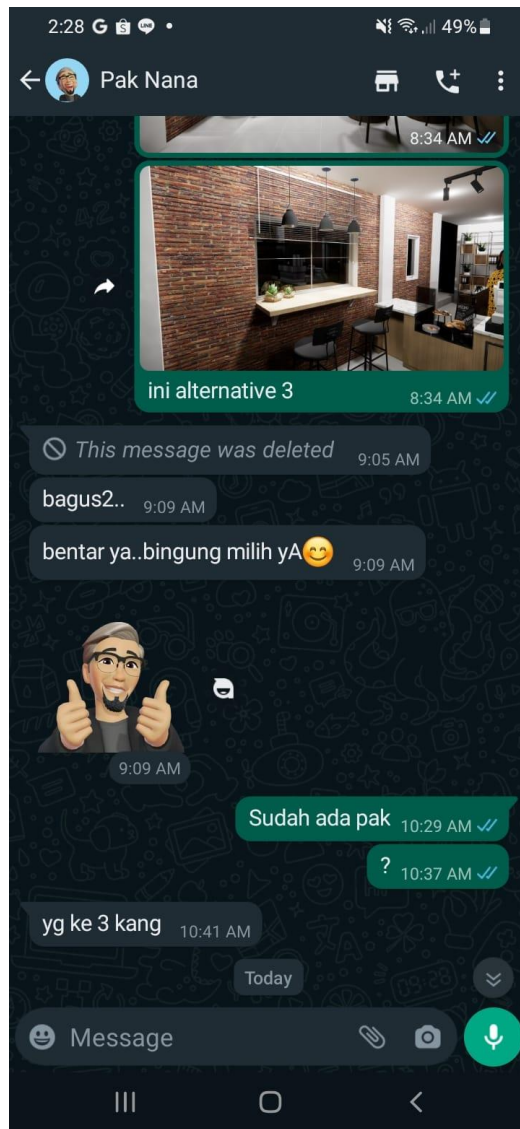 2:28 G 49%
Pak Nana
8:34 AM
ini alternative 3
8:34 AM
This message was deleted 9:05 AM
bagus2.. 9:09 AM
bentar ya..bingung milih yA😊 9:09 AM
9:09 AM
Sudah ada pak 10:29 AM
? 10:37 AM
yg ke 3 kang 10:41 AM
Today
Message